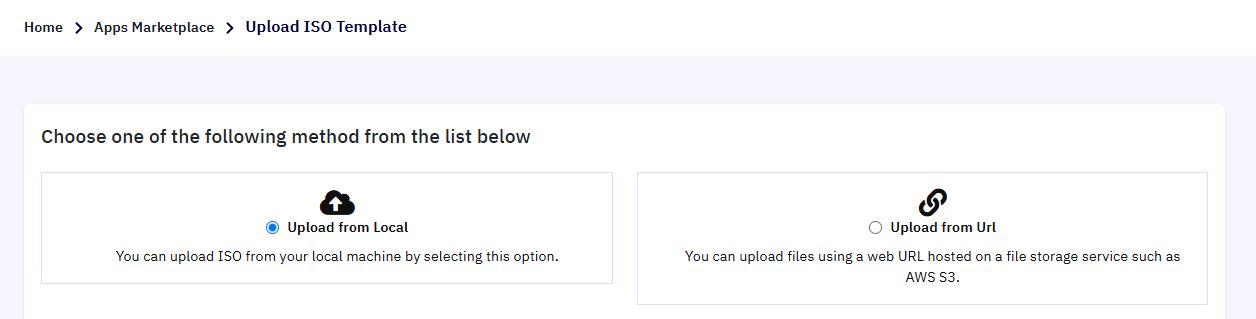 Home > Apps Marketplace > Upload ISO Template
Choose one of the following method from the list below
Upload from Local
You can upload ISO from your local machine by selecting this option.
Upload from Url
You can upload files using a web URL hosted on a file storage service such as
AWS S3.